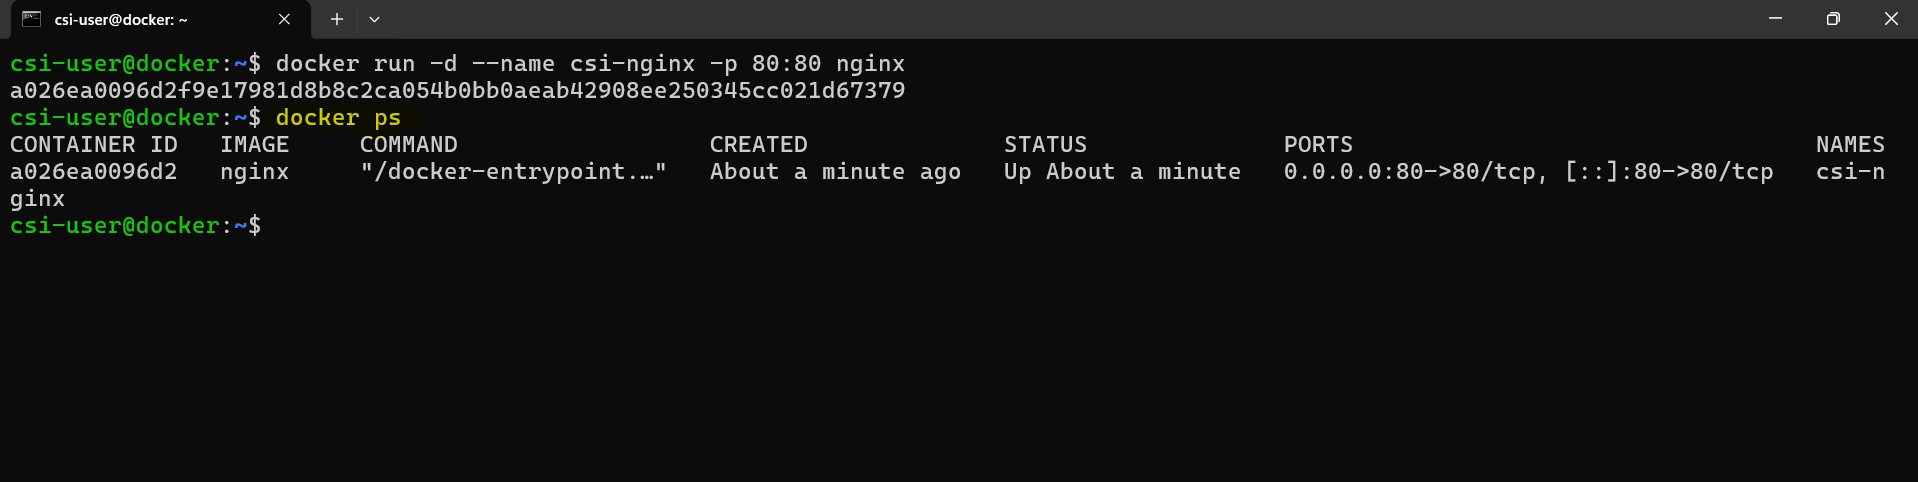 csi-user@docker: ~
csi-user@docker:~$ docker run -d --name csi-nginx -p 80:80 nginx
a026ea0096d2f9e17981d8b8c2ca054b0bb0aeab42908ee250345cc021d67379
csi-user@docker:~$ docker ps
CONTAINER ID   IMAGE     COMMAND                  CREATED              STATUS              PORTS                                 NAMES
a026ea0096d2   nginx     "/docker-entrypoint.…"   About a minute ago   Up About a minute   0.0.0.0:80->80/tcp, [::]:80->80/tcp   csi-n
ginx
csi-user@docker:~$